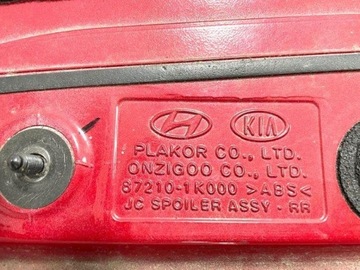 KIA
PLAKOR CO., LTD.
ONZIGOO CO., LTD.
87210-1K000 >ABS<
JC SPOILER ASSY - RR